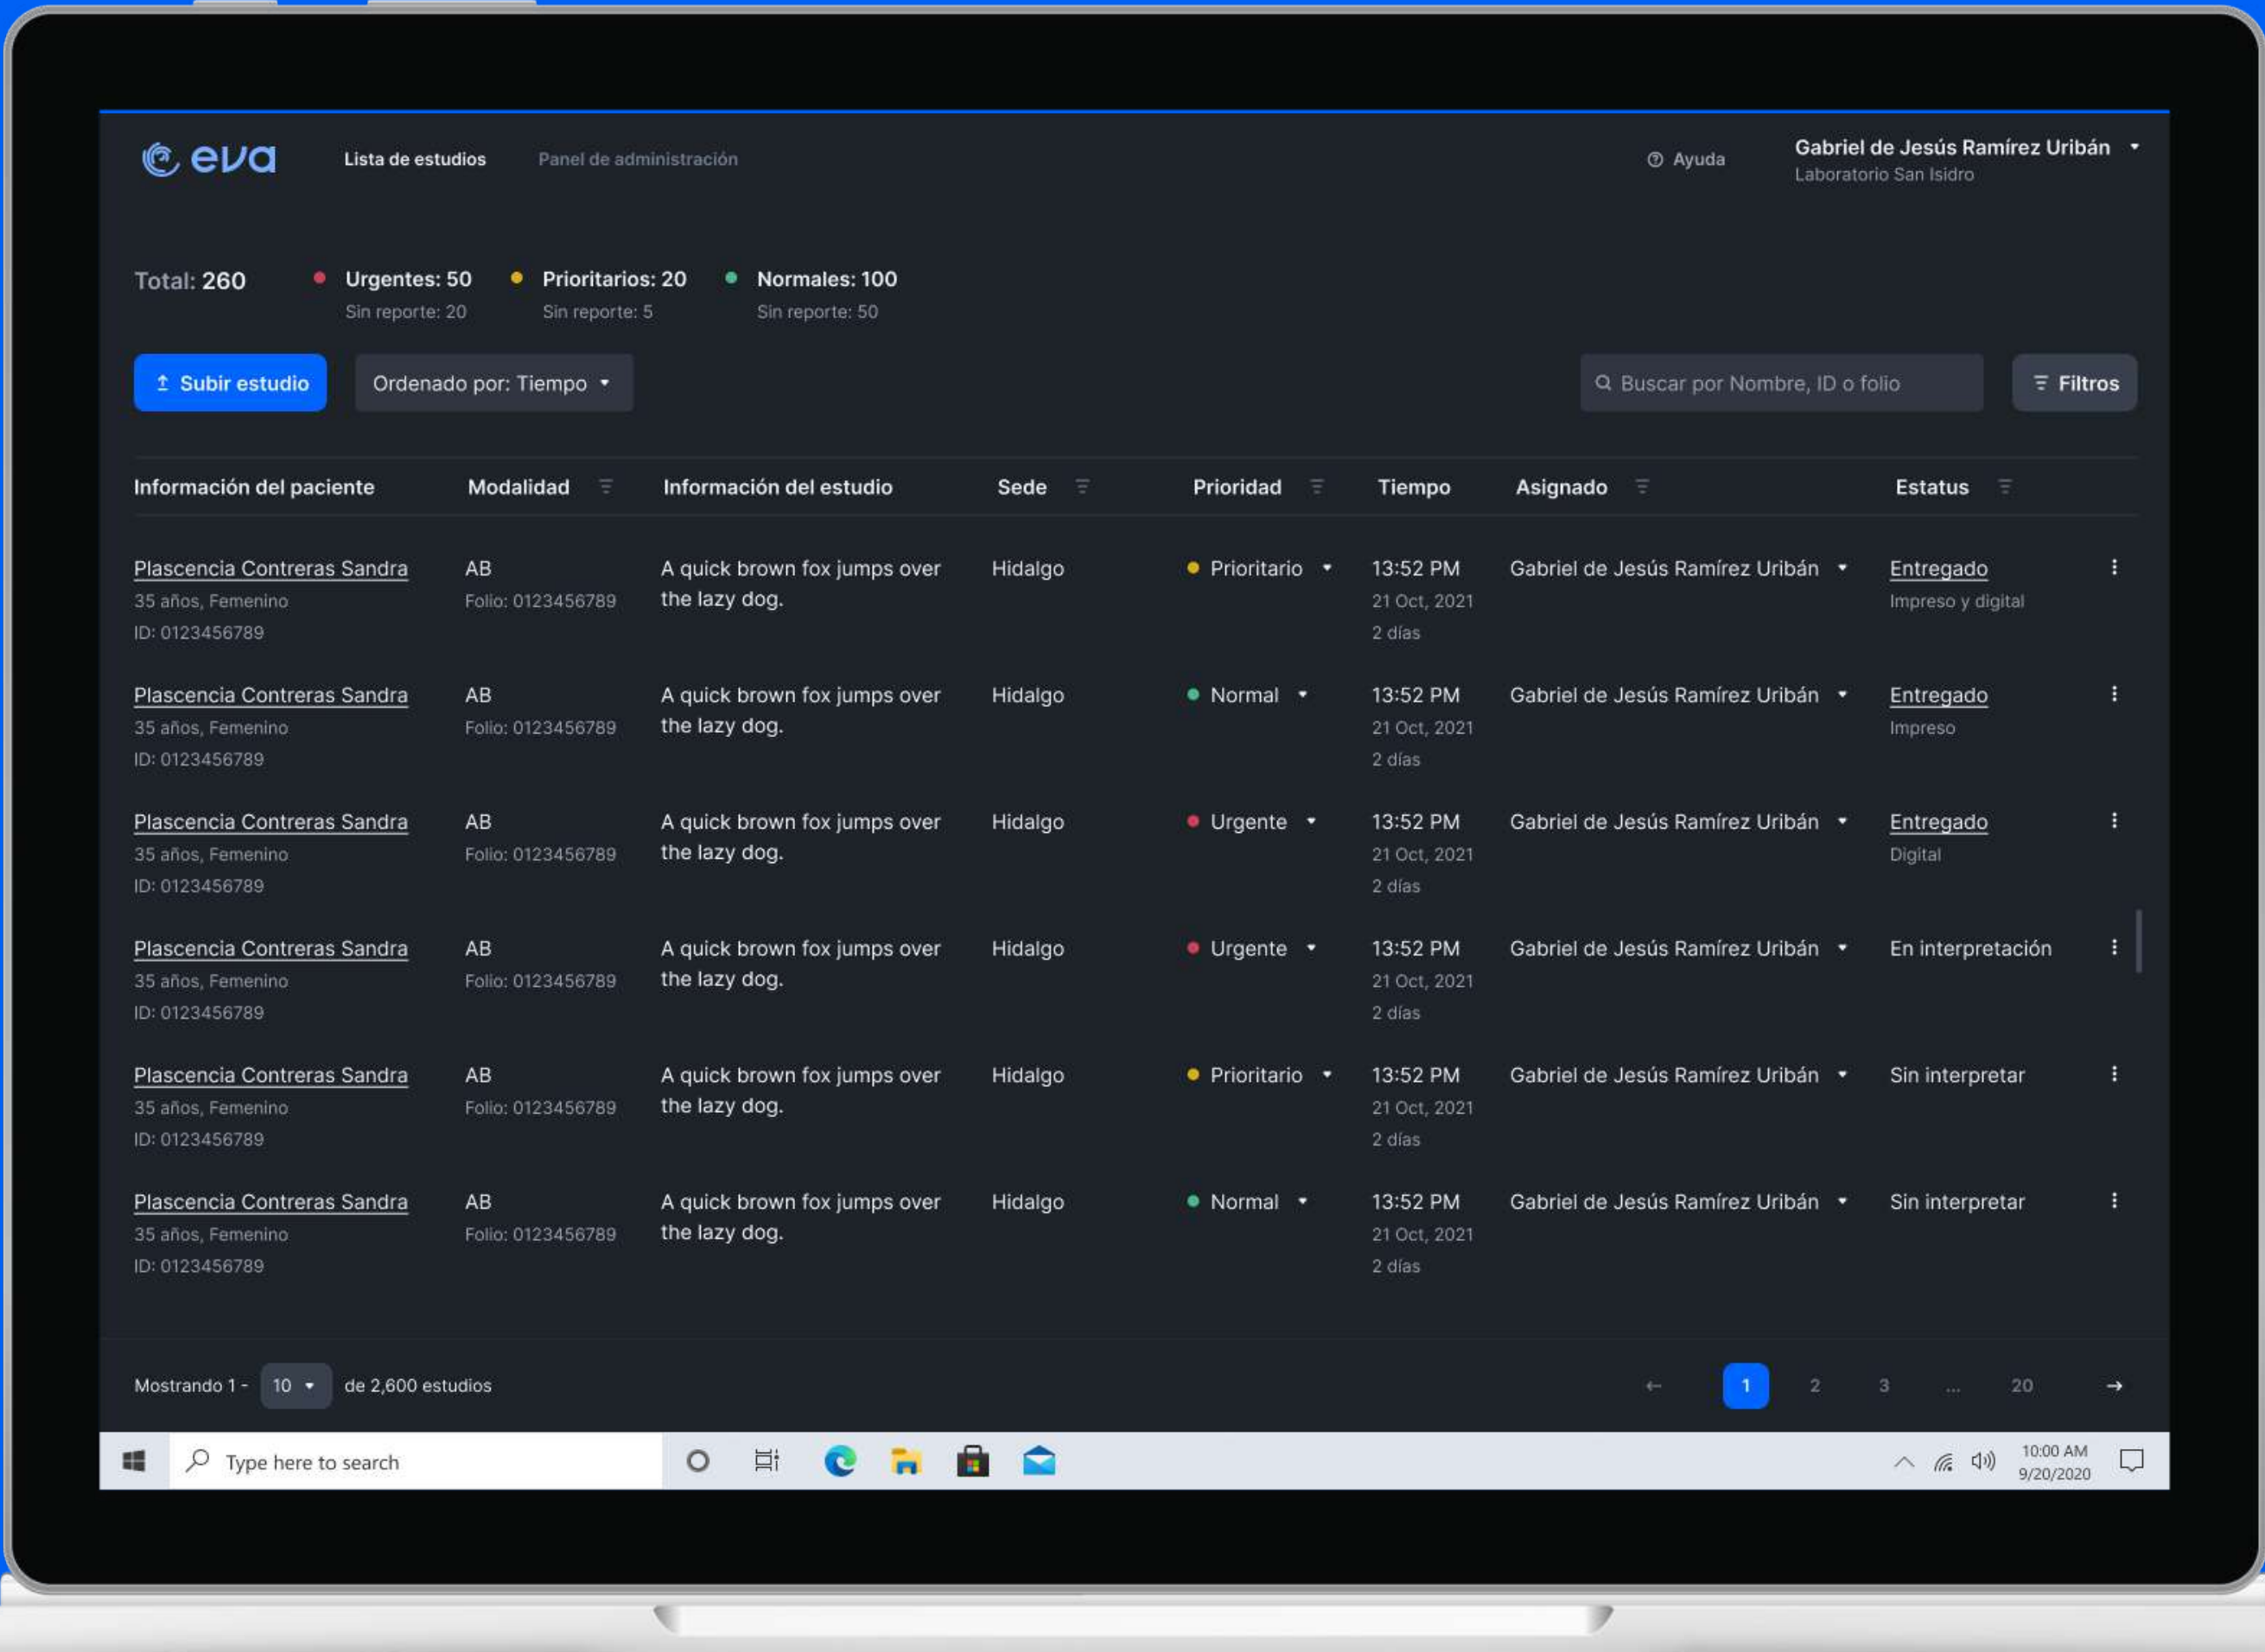 eva
Lista de estudios
Panel de administración
Ayuda
Gabriel de Jesús Ramírez Uribán
Laboratorio San Isidro
Total: 260
Urgentes: 50
Sin reporte: 20
Prioritarios: 20
Sin reporte: 5
Normales: 100
Sin reporte: 50
Subir estudio
Ordenado por: Tiempo
Buscar por Nombre, ID o folio
Filtros
Información del paciente Modalidad Información del estudio Sede Prioridad Tiempo Asignado Estatus
Plascencia Contreras Sandra AB A quick brown fox jumps over Hidalgo Prioritario 13:52 PM Gabriel de Jesús Ramírez Uribán Entregado
35 años, Femenino Folio: 0123456789 the lazy dog. 21 Oct, 2021 Impreso y digital
ID: 0123456789 2 días
Plascencia Contreras Sandra AB A quick brown fox jumps over Hidalgo Normal 13:52 PM Gabriel de Jesús Ramírez Uribán Entregado
35 años, Femenino Folio: 0123456789 the lazy dog. 21 Oct, 2021 Impreso
ID: 0123456789 2 días
Plascencia Contreras Sandra AB A quick brown fox jumps over Hidalgo Urgente 13:52 PM Gabriel de Jesús Ramírez Uribán Entregado
35 años, Femenino Folio: 0123456789 the lazy dog. 21 Oct, 2021 Digital
ID: 0123456789 2 días
Plascencia Contreras Sandra AB A quick brown fox jumps over Hidalgo Urgente 13:52 PM Gabriel de Jesús Ramírez Uribán En interpretación
35 años, Femenino Folio: 0123456789 the lazy dog. 21 Oct, 2021
ID: 0123456789 2 días
Plascencia Contreras Sandra AB A quick brown fox jumps over Hidalgo Prioritario 13:52 PM Gabriel de Jesús Ramírez Uribán Sin interpretar
35 años, Femenino Folio: 0123456789 the lazy dog. 21 Oct, 2021
ID: 0123456789 2 días
Plascencia Contreras Sandra AB A quick brown fox jumps over Hidalgo Normal 13:52 PM Gabriel de Jesús Ramírez Uribán Sin interpretar
35 años, Femenino Folio: 0123456789 the lazy dog. 21 Oct, 2021
ID: 0123456789 2 días
Mostrando 1 - 10 de 2,600 estudios
← 1 2 3 ... 20 →
Type here to search
10:00 AM
9/20/2020